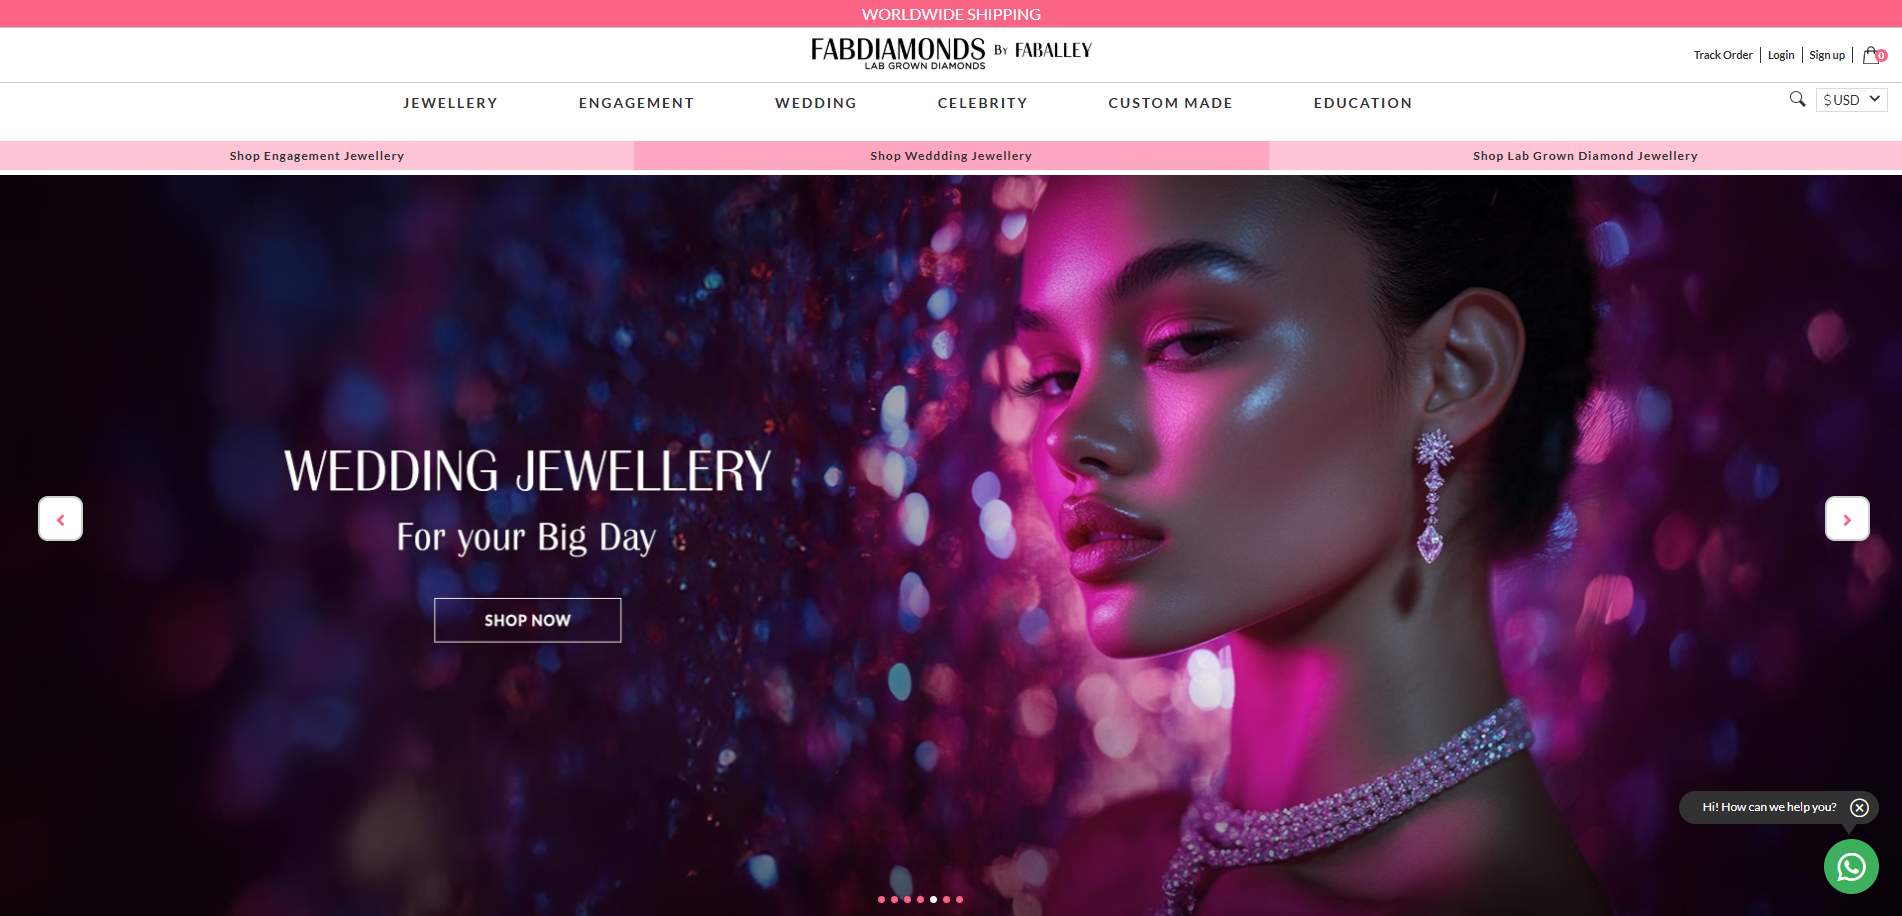 WORLDWIDE SHIPPING
FABDIAMONDS BY FABALLEY
LAB GROWN DIAMONDS
Track Order Login Sign up 0
JEWELLERY ENGAGEMENT WEDDING CELEBRITY CUSTOM MADE EDUCATION
$ USD
Shop Engagement Jewellery Shop Weddding Jewellery Shop Lab Grown Diamond Jewellery
WEDDING JEWELLERY
For your Big Day
SHOP NOW
Hi! How can we help you?